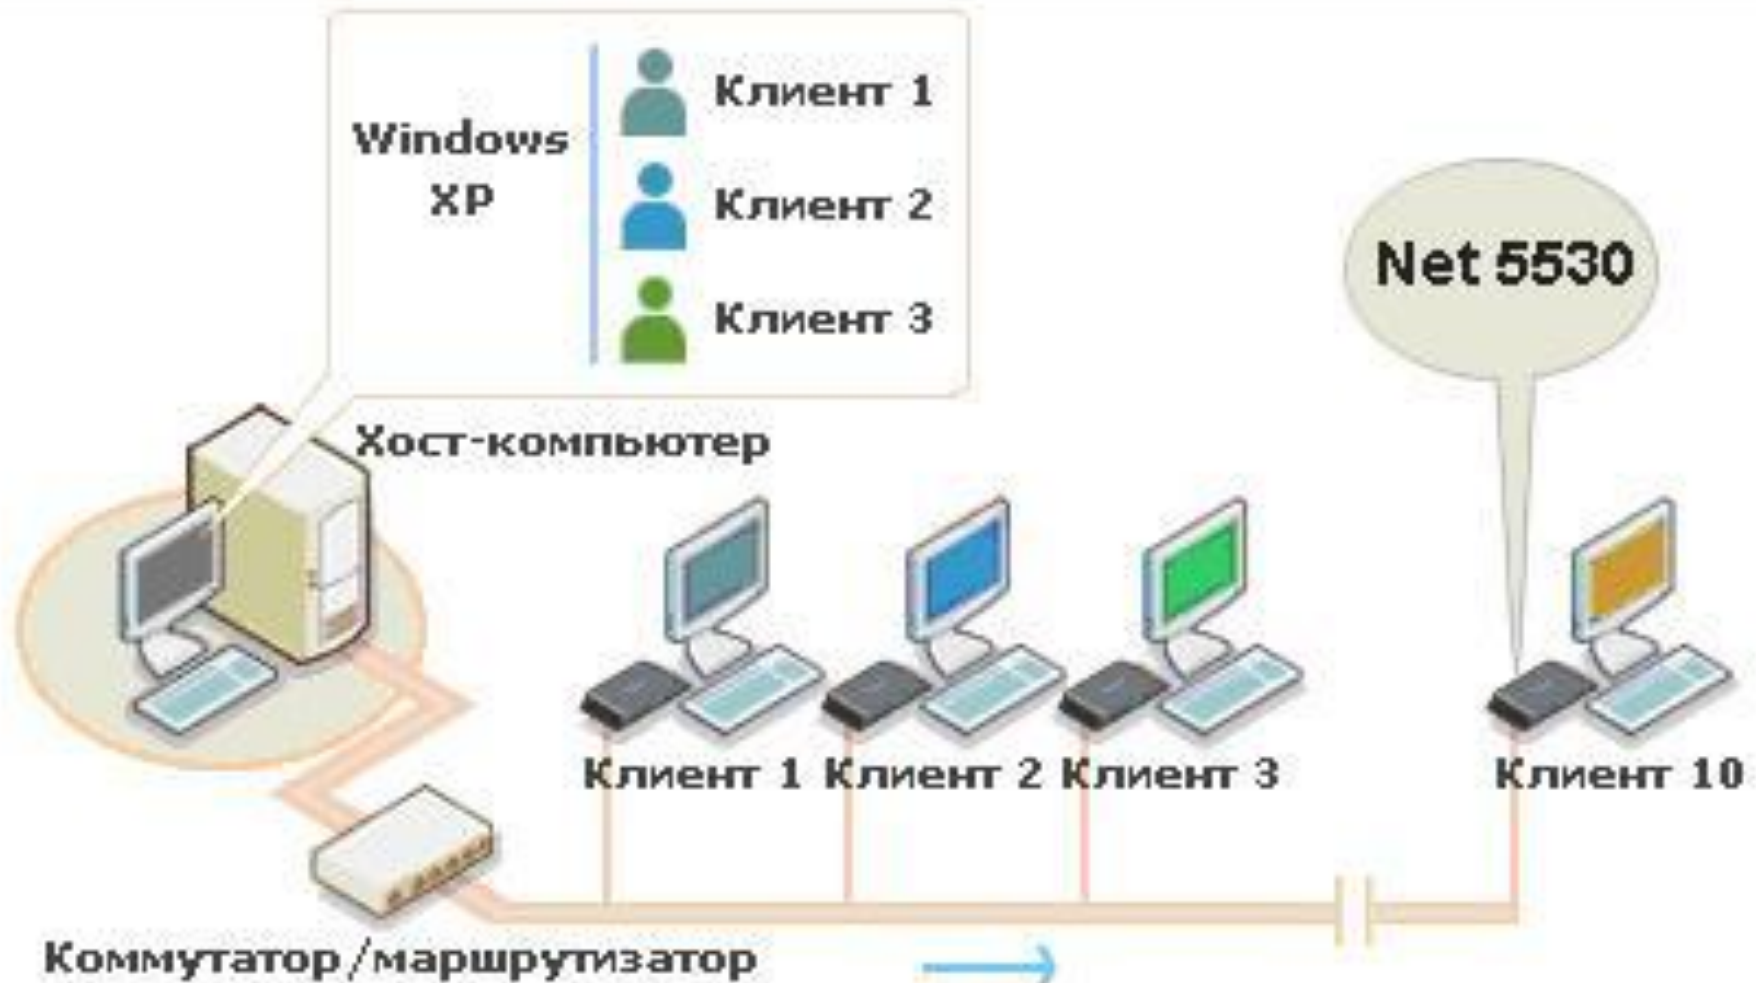 Windows
XP
Клиент 1
Клиент 2
Клиент 3
Net 5530
Хост-компьютер
Клиент 1
Клиент 2
Клиент 3
Клиент 10
Коммутатор/маршрутизатор